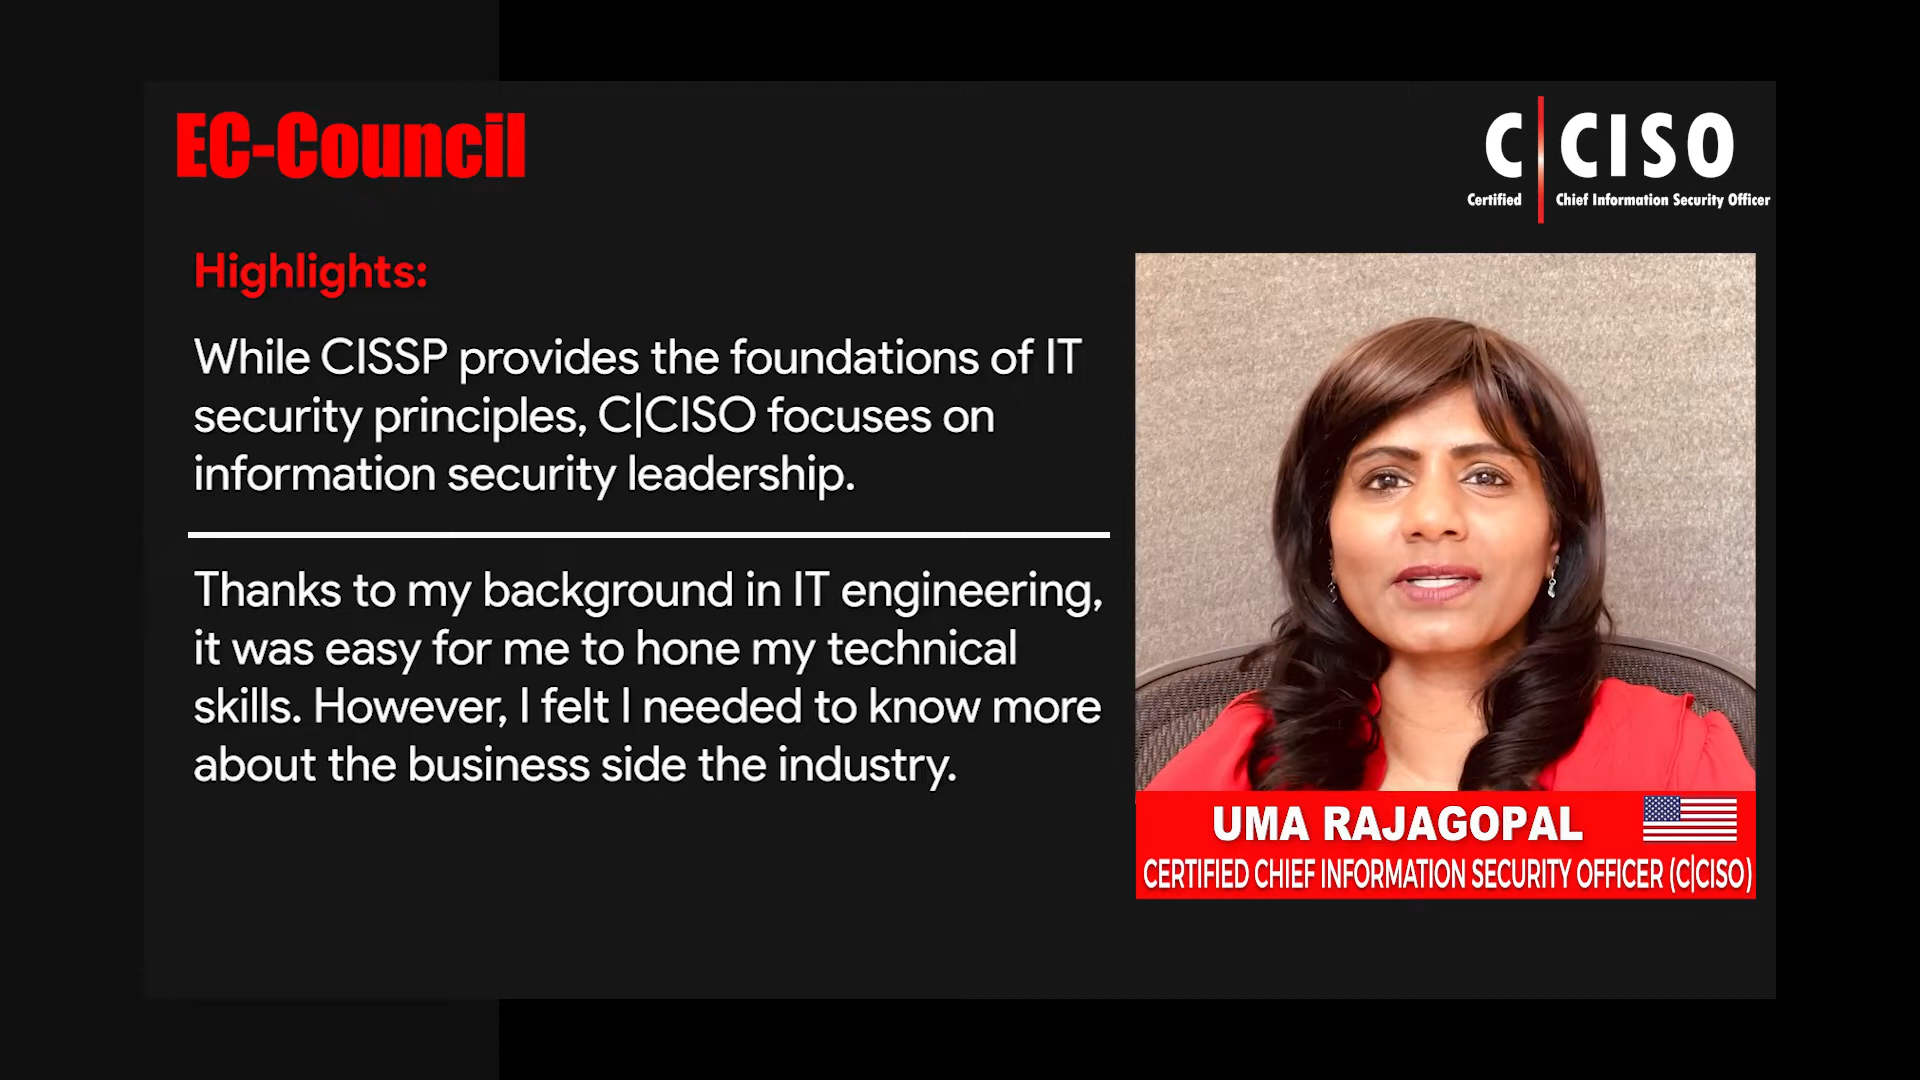 EC-Council
C|CISO
Certified Chief Information Security Officer
Highlights:
While CISSP provides the foundations of IT
security principles, C|CISO focuses on
information security leadership.
Thanks to my background in IT engineering,
it was easy for me to hone my technical
skills. However, I felt I needed to know more
about the business side the industry.
UMA RAJAGOPAL
CERTIFIED CHIEF INFORMATION SECURITY OFFICER (C|CISO)